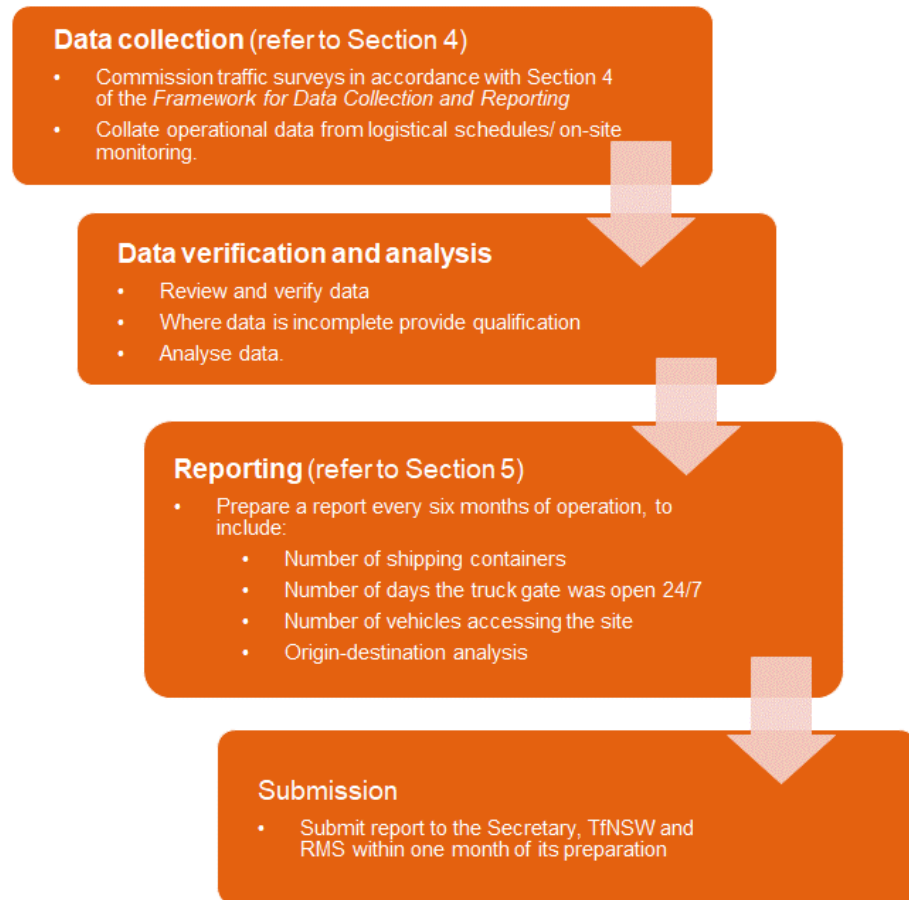 Data collection (refer to Section 4)
• Commission traffic surveys in accordance with Section 4
of the Framework for Data Collection and Reporting
• Collate operational data from logistical schedules/ on-site
monitoring.
Data verification and analysis
• Review and verify data
• Where data is incomplete provide qualification
• Analyse data.
Reporting (refer to Section 5)
• Prepare a report every six months of operation, to
include:
• Number of shipping containers
• Number of days the truck gate was open 24/7
• Number of vehicles accessing the site
• Origin-destination analysis
Submission
• Submit report to the Secretary, TfNSW and
RMS within one month of its preparation